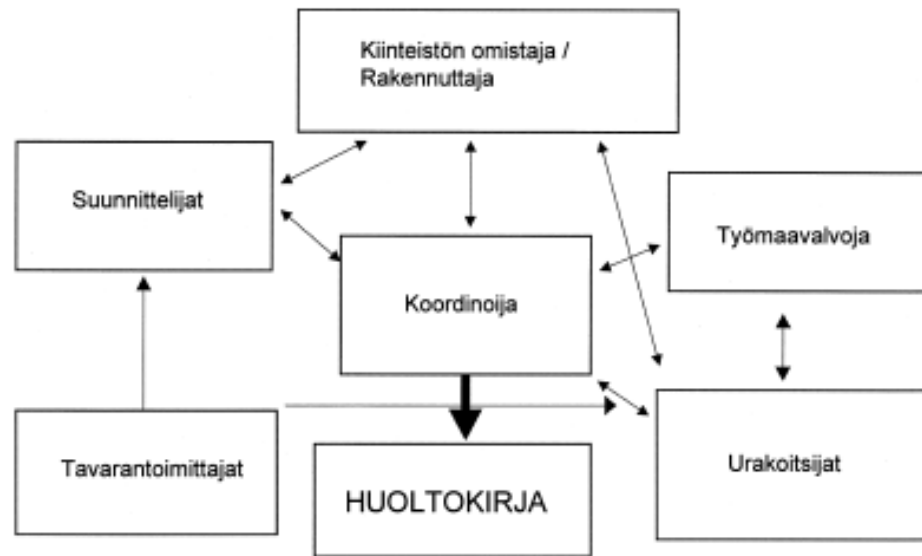 Kiinteistön omistaja /
Rakennuttaja
Suunnittelijat
Työmaavalvoja
Koordinoija
Tavarantoimittajat
Urakoitsijat
HUOLTOKIRJA